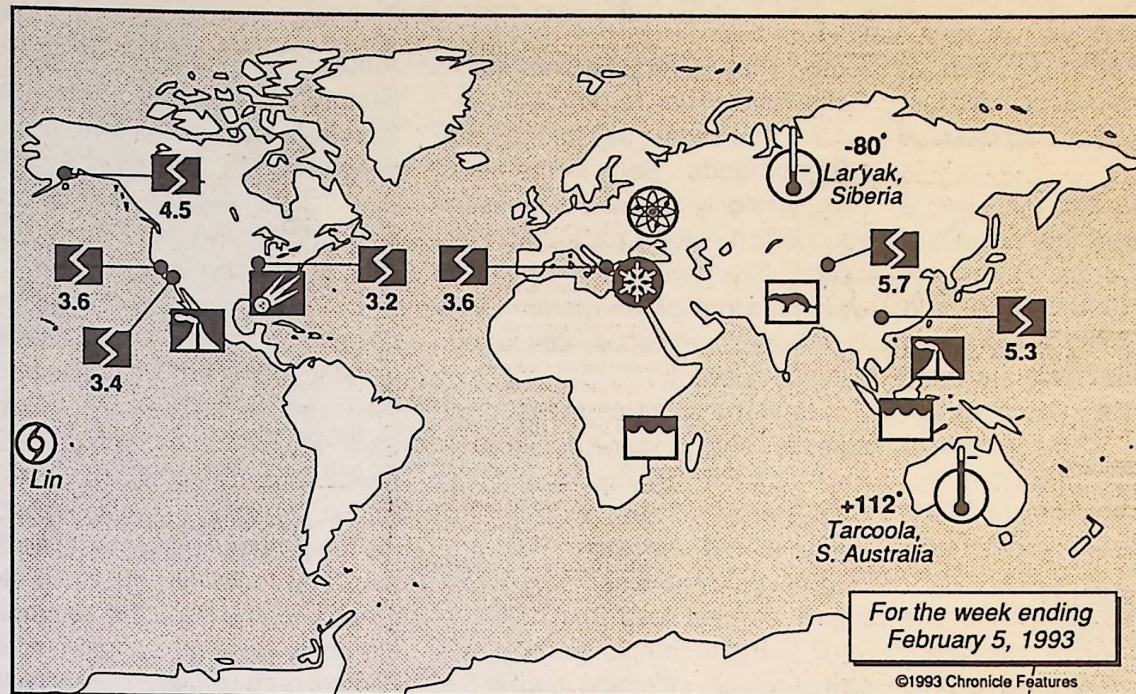 -80°
Lar'yak,
Siberia
4.5
3.6
3.2
3.6
5.7
5.3
3.4
Lin
+112°
Tarcoola,
S. Australia
For the week ending
February 5, 1993
©1993 Chronicle Features